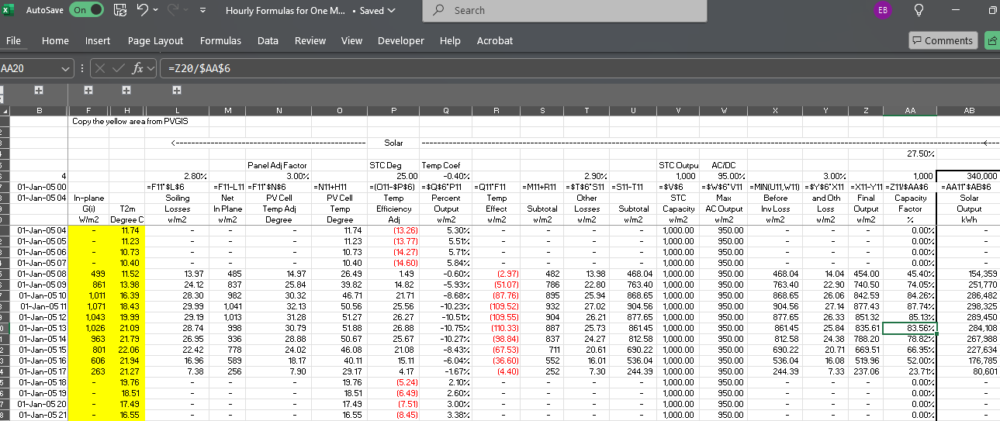 AutoSave On Hourly Formulas for One M... • Saved Search EB
File Home Insert Page Layout Formulas Data Review View Developer Help Acrobat Comments
AA20 fx =Z20/$AA$6
B F H L M N O P Q R S T U V W X Y Z AA AB
Copy the yellow area from PVGIS
<---------- Solar ----------<---
27.50%
Panel Adj Factor STC Deg Temp Coef STC Outpu AC/DC
4 2.80% 3.00% 25.00 -0.40% 2.90% 1,000 95.00% 3.00% 1,000 340,000
01-Jan-05 00 =F11*$L$6 =F11-L11 =F11*$N$6 =N11+H11 =(O11-$P$6) =$Q$6*P11 =Q11*F11 =M11+R11 =$T$6*S11 =S11-T11 =$V$6 =$W$6*V11 =MIN(U11,W11) =$Y$6*X11 =X11-Y11 =Z11/$AA$6 =AA11*$AB$6
01-Jan-05 04 In-plane Soiling Net PV Cell PV Cell Temp Percent Temp Other STC Max Before and Oth Final Capacity Solar
G(i) T2m Losses In Plane Temp Adj Temp Efficiency Output Effect Subtotal Losses Subtotal Capacity AC Output Inv Loss Loss Output Factor Output
W/m2 Degree C w/m2 w/m2 Degree Degree Adj w/m2 w/m2 w/m2 w/m2 w/m2 w/m2 w/m2 w/m2 w/m2 w/m2 % kWh
01-Jan-05 04 - 11.74 - - - 11.74 (13.26) 5.30% - - - - 1,000.00 950.00 - - - 0.00% -
01-Jan-05 05 - 11.23 - - - 11.23 (13.77) 5.51% - - - - 1,000.00 950.00 - - - 0.00% -
01-Jan-05 06 - 10.73 - - - 10.73 (14.27) 5.71% - - - - 1,000.00 950.00 - - - 0.00% -
01-Jan-05 07 - 10.40 - - - 10.40 (14.60) 5.84% - - - - 1,000.00 950.00 - - - 0.00% -
01-Jan-05 08 499 11.52 13.97 485 14.97 26.49 1.49 -0.60% (2.97) 482 13.98 468.04 1,000.00 950.00 468.04 14.04 454.00 45.40% 154,359
01-Jan-05 09 861 13.98 24.12 837 25.84 39.82 14.82 -5.93% (51.07) 786 22.80 763.40 1,000.00 950.00 763.40 22.90 740.50 74.05% 251,770
01-Jan-05 10 1,011 16.39 28.30 982 30.32 46.71 21.71 -8.68% (87.76) 895 25.94 868.65 1,000.00 950.00 868.65 26.06 842.59 84.26% 286,482
01-Jan-05 11 1,071 18.43 29.99 1,041 32.13 50.56 25.56 -10.23% (109.52) 932 27.02 904.56 1,000.00 950.00 904.56 27.14 877.43 87.74% 298,325
01-Jan-05 12 1,043 19.99 29.19 1,013 31.28 51.27 26.27 -10.51% (109.55) 904 26.21 877.65 1,000.00 950.00 877.65 26.33 851.32 85.13% 289,450
01-Jan-05 13 1,026 21.09 28.74 998 30.79 51.88 26.88 -10.75% (110.33) 887 25.73 861.45 1,000.00 950.00 861.45 25.84 835.61 83.56% 284,108
01-Jan-05 14 963 21.79 26.95 936 28.88 50.67 25.67 -10.27% (98.84) 837 24.27 812.58 1,000.00 950.00 812.58 24.38 788.20 78.82% 267,988
01-Jan-05 15 801 22.06 22.42 778 24.02 46.08 21.08 -8.43% (67.53) 711 20.61 690.22 1,000.00 950.00 690.22 20.71 669.51 66.95% 227,634
01-Jan-05 16 606 21.94 16.96 589 18.17 40.11 15.11 -6.04% (36.60) 552 16.01 536.04 1,000.00 950.00 536.04 16.08 519.96 52.00% 176,785
01-Jan-05 17 263 21.27 7.38 256 7.90 29.17 4.17 -1.67% (4.40) 252 7.30 244.39 1,000.00 950.00 244.39 7.33 237.06 23.71% 80,601
01-Jan-05 18 - 19.76 - - - 19.76 (5.24) 2.10% - - - - 1,000.00 950.00 - - - 0.00% -
01-Jan-05 19 - 18.51 - - - 18.51 (6.49) 2.60% - - - - 1,000.00 950.00 - - - 0.00% -
01-Jan-05 20 - 17.49 - - - 17.49 (7.51) 3.00% - - - - 1,000.00 950.00 - - - 0.00% -
01-Jan-05 21 - 16.55 - - - 16.55 (8.45) 3.38% - - - - 1,000.00 950.00 - - - 0.00% -